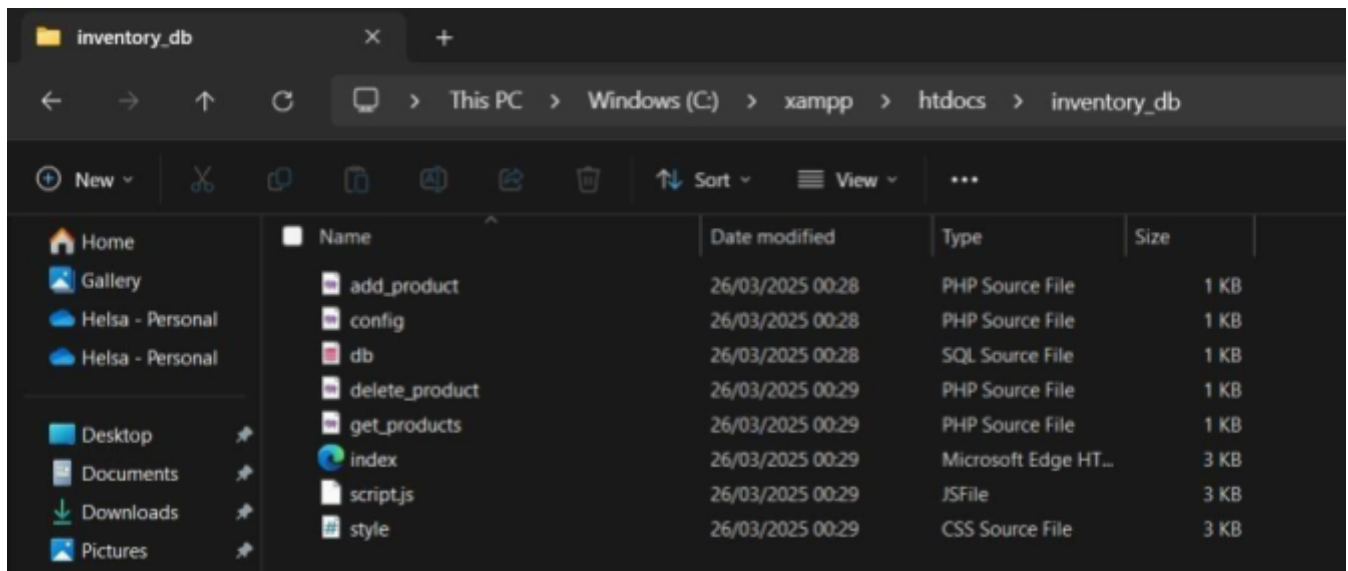 inventory_db
This PC > Windows (C:) > xampp > htdocs > inventory_db
New Sort View
Home
Gallery
Helsa - Personal
Helsa - Personal
Desktop
Documents
Downloads
Pictures
Name Date modified Type Size
add_product 26/03/2025 00:28 PHP Source File 1 KB
config 26/03/2025 00:28 PHP Source File 1 KB
db 26/03/2025 00:28 SQL Source File 1 KB
delete_product 26/03/2025 00:29 PHP Source File 1 KB
get_products 26/03/2025 00:29 PHP Source File 1 KB
index 26/03/2025 00:29 Microsoft Edge HT... 3 KB
script.js 26/03/2025 00:29 JSFile 3 KB
style 26/03/2025 00:29 CSS Source File 3 KB